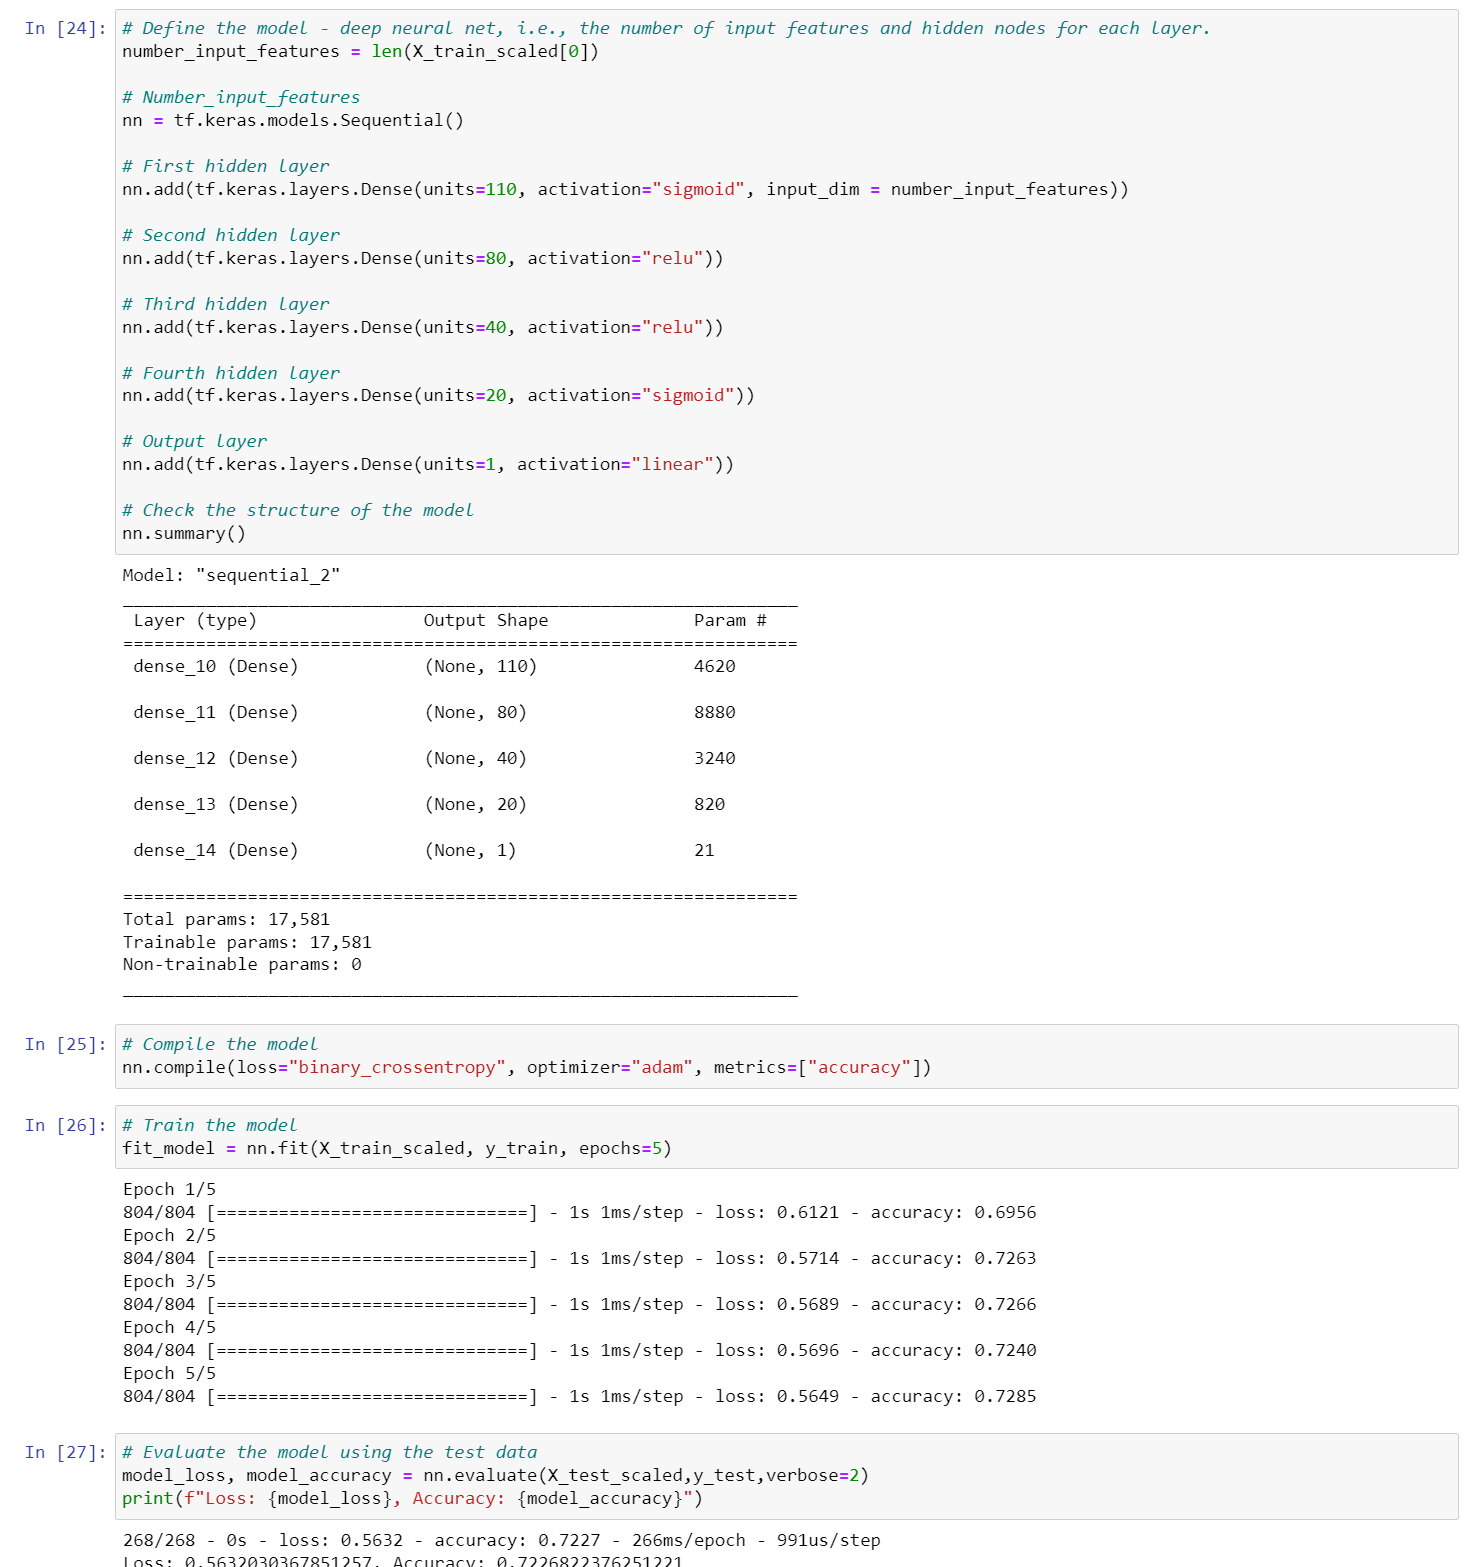 In [24]: # Define the model - deep neural net, i.e., the number of input features and hidden nodes for each layer.
number_input_features = len(X_train_scaled[0])
# Number_input_features
nn = tf.keras.models.Sequential()
# First hidden layer
nn.add(tf.keras.layers.Dense(units=110, activation="sigmoid", input_dim = number_input_features))
# Second hidden layer
nn.add(tf.keras.layers.Dense(units=80, activation="relu"))
# Third hidden layer
nn.add(tf.keras.layers.Dense(units=40, activation="relu"))
# Fourth hidden layer
nn.add(tf.keras.layers.Dense(units=20, activation="sigmoid"))
# Output layer
nn.add(tf.keras.layers.Dense(units=1, activation="linear"))
# Check the structure of the model
nn.summary()
Model: "sequential_2"
_________________________________________________________________
Layer (type) Output Shape Param #
=================================================================
dense_10 (Dense) (None, 110) 4620
dense_11 (Dense) (None, 80) 8880
dense_12 (Dense) (None, 40) 3240
dense_13 (Dense) (None, 20) 820
dense_14 (Dense) (None, 1) 21
=================================================================
Total params: 17,581
Trainable params: 17,581
Non-trainable params: 0
_________________________________________________________________
In [25]: # Compile the model
nn.compile(loss="binary_crossentropy", optimizer="adam", metrics=["accuracy"])
In [26]: # Train the model
fit_model = nn.fit(X_train_scaled, y_train, epochs=5)
Epoch 1/5
804/804 [==============================] - 1s 1ms/step - loss: 0.6121 - accuracy: 0.6956
Epoch 2/5
804/804 [==============================] - 1s 1ms/step - loss: 0.5714 - accuracy: 0.7263
Epoch 3/5
804/804 [==============================] - 1s 1ms/step - loss: 0.5689 - accuracy: 0.7266
Epoch 4/5
804/804 [==============================] - 1s 1ms/step - loss: 0.5696 - accuracy: 0.7240
Epoch 5/5
804/804 [==============================] - 1s 1ms/step - loss: 0.5649 - accuracy: 0.7285
In [27]: # Evaluate the model using the test data
model_loss, model_accuracy = nn.evaluate(X_test_scaled,y_test,verbose=2)
print(f"Loss: {model_loss}, Accuracy: {model_accuracy}")
268/268 - 0s - loss: 0.5632 - accuracy: 0.7227 - 266ms/epoch - 991us/step
Loss: 0.5632030367851257, Accuracy: 0.7226822376251221